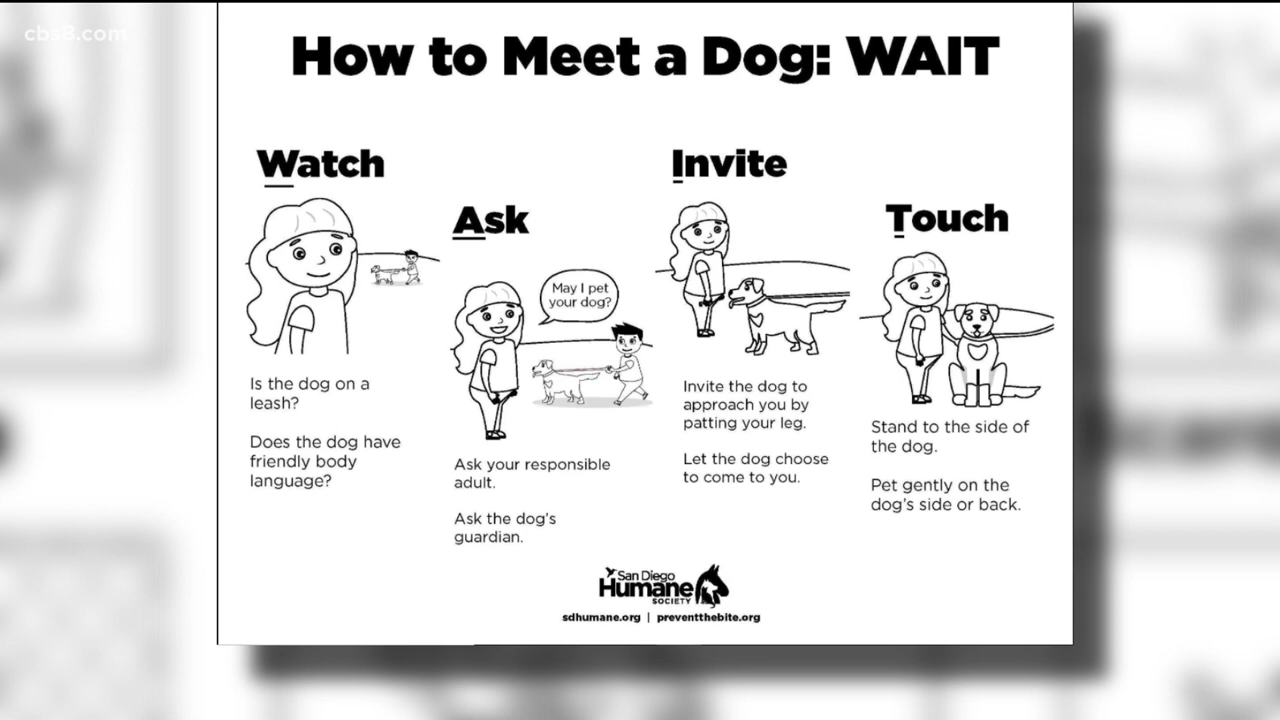 cbs8.com
How to Meet a Dog: WAIT
Watch
Is the dog on a
leash?
Does the dog have
friendly body
language?
Ask
May I pet
your dog?
Ask your responsible
adult.
Ask the dog's
guardian.
Invite
Invite the dog to
approach you by
patting your leg.
Let the dog choose
to come to you.
Touch
Stand to the side of
the dog.
Pet gently on the
dog's side or back.
San Diego
Humane
SOCIETY
sdhumane.org | preventthebite.org